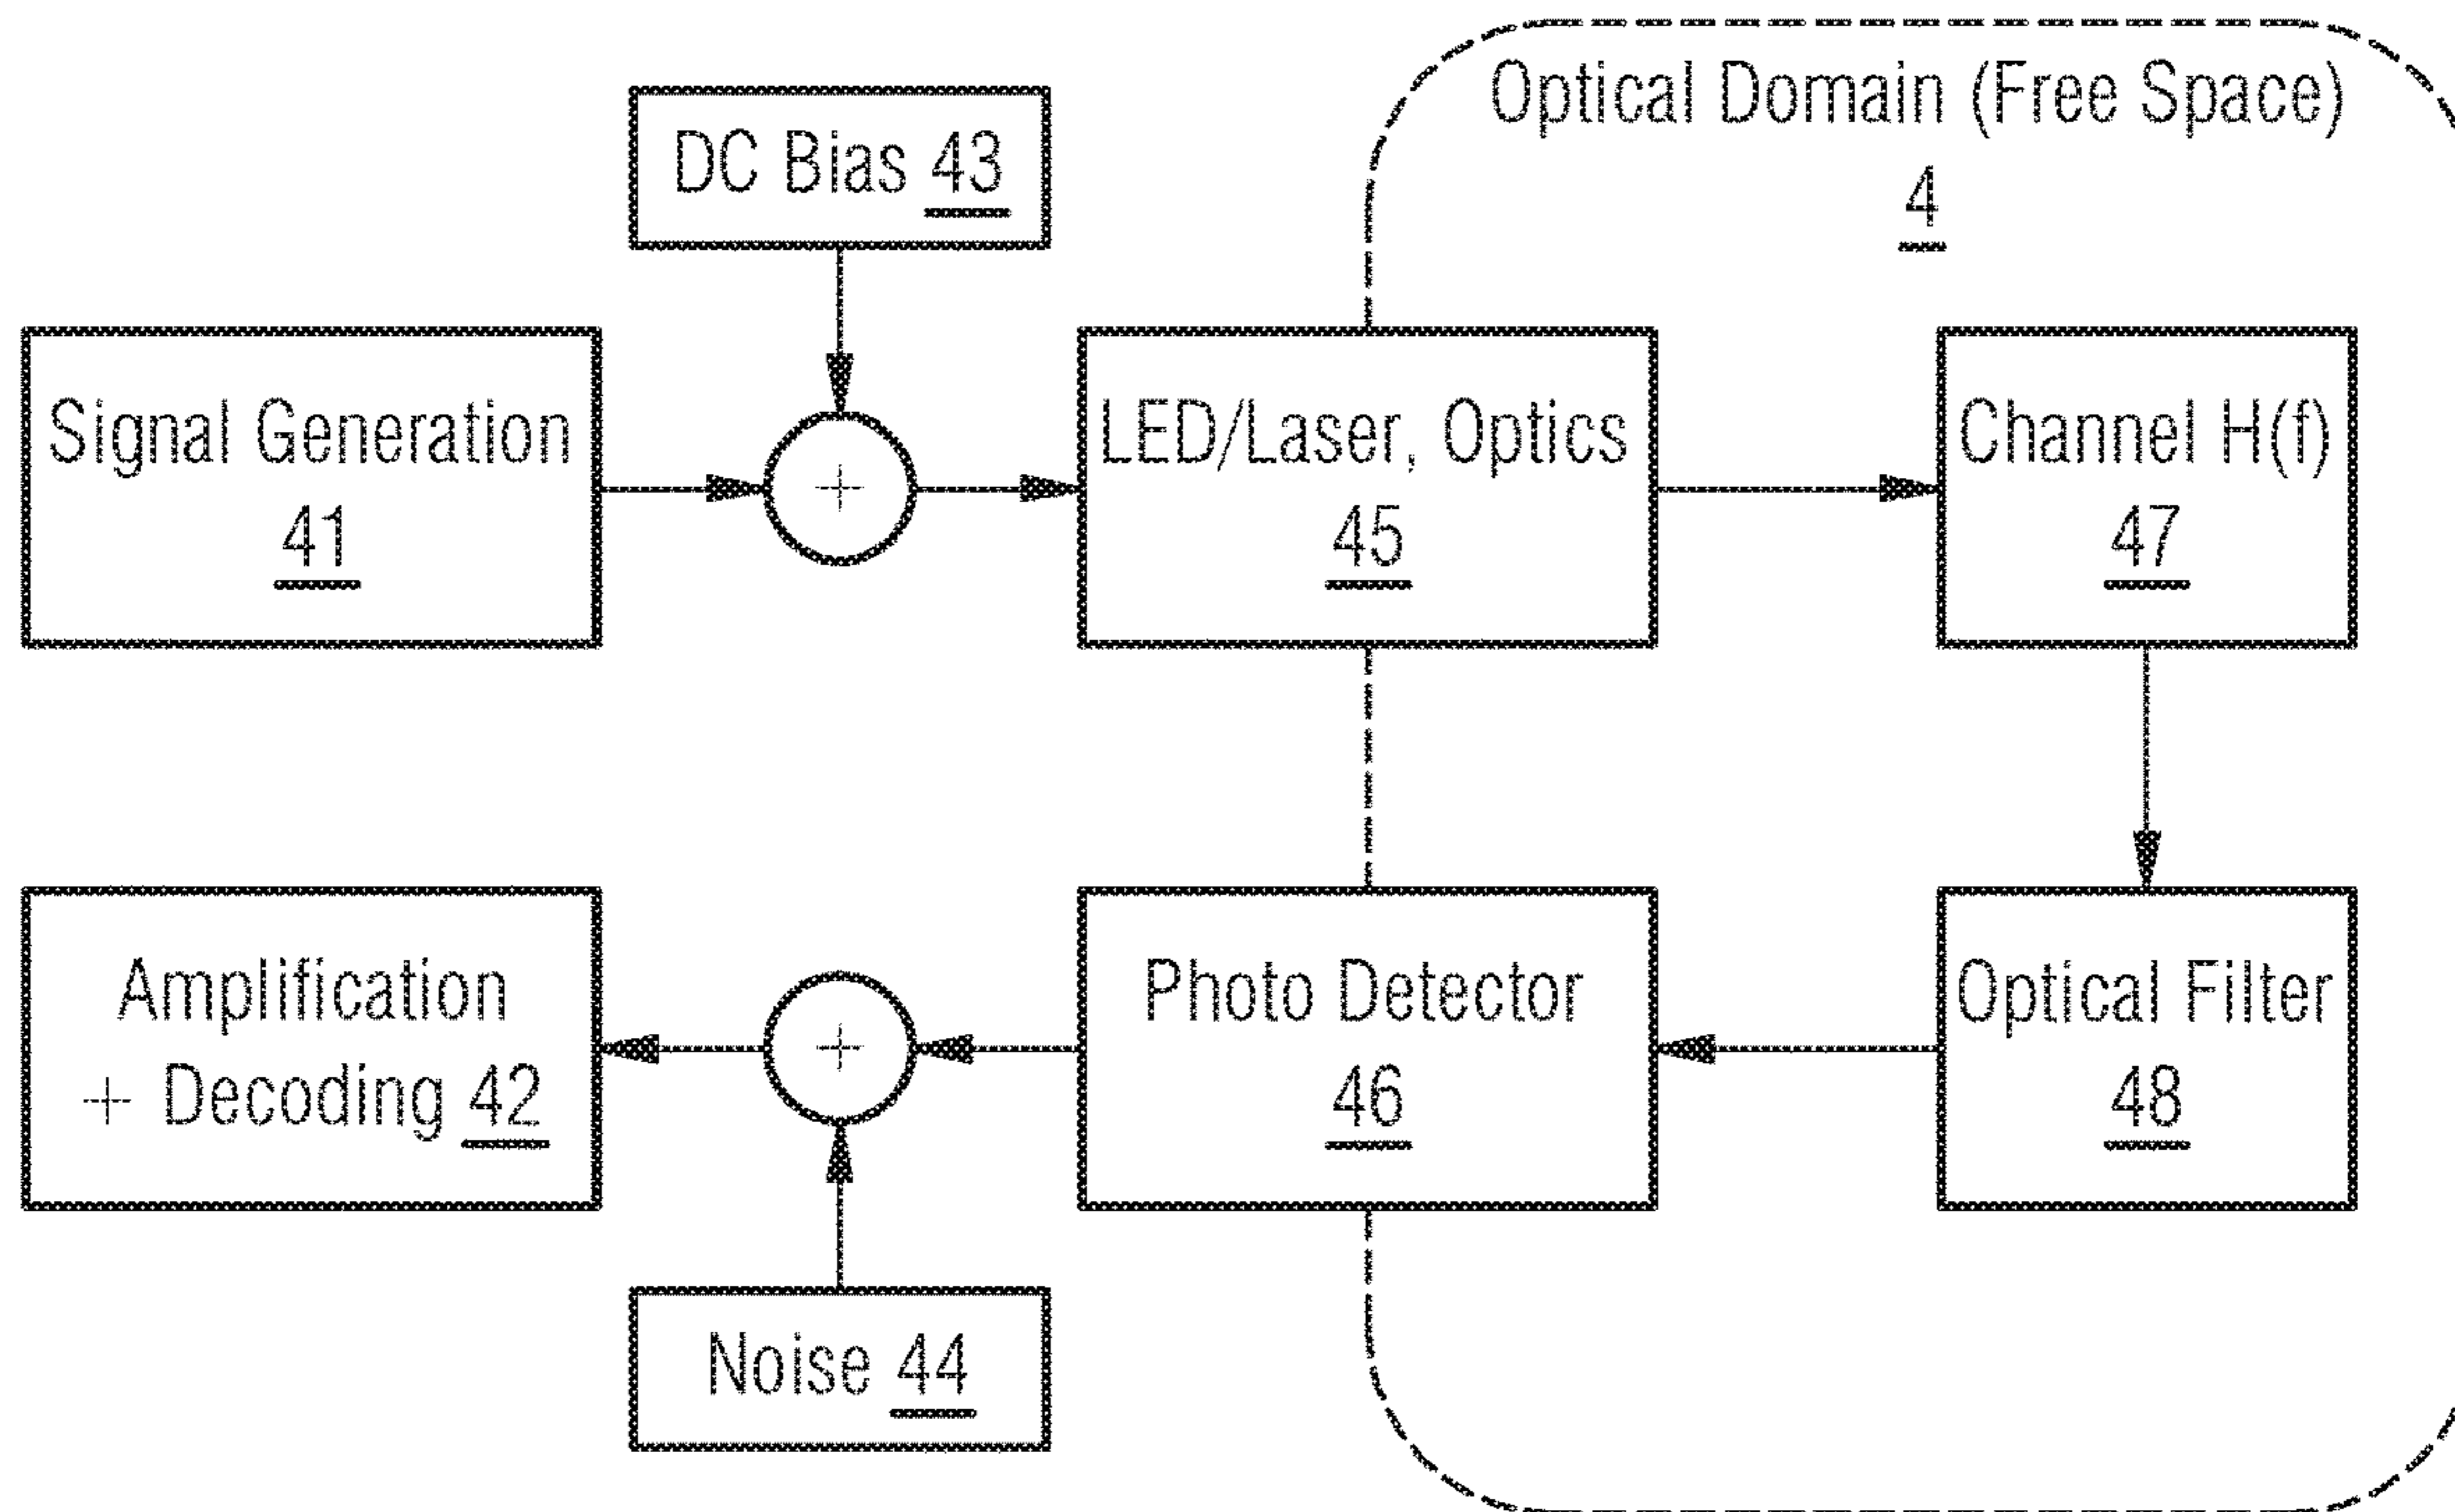 Optical Domain (Free Space)
4
DC Bias 43
Signal Generation
41
+
LED/Laser, Optics
45
Channel H(f)
47
Amplification
+ Decoding 42
+
Photo Detector
46
Optical Filter
48
Noise 44